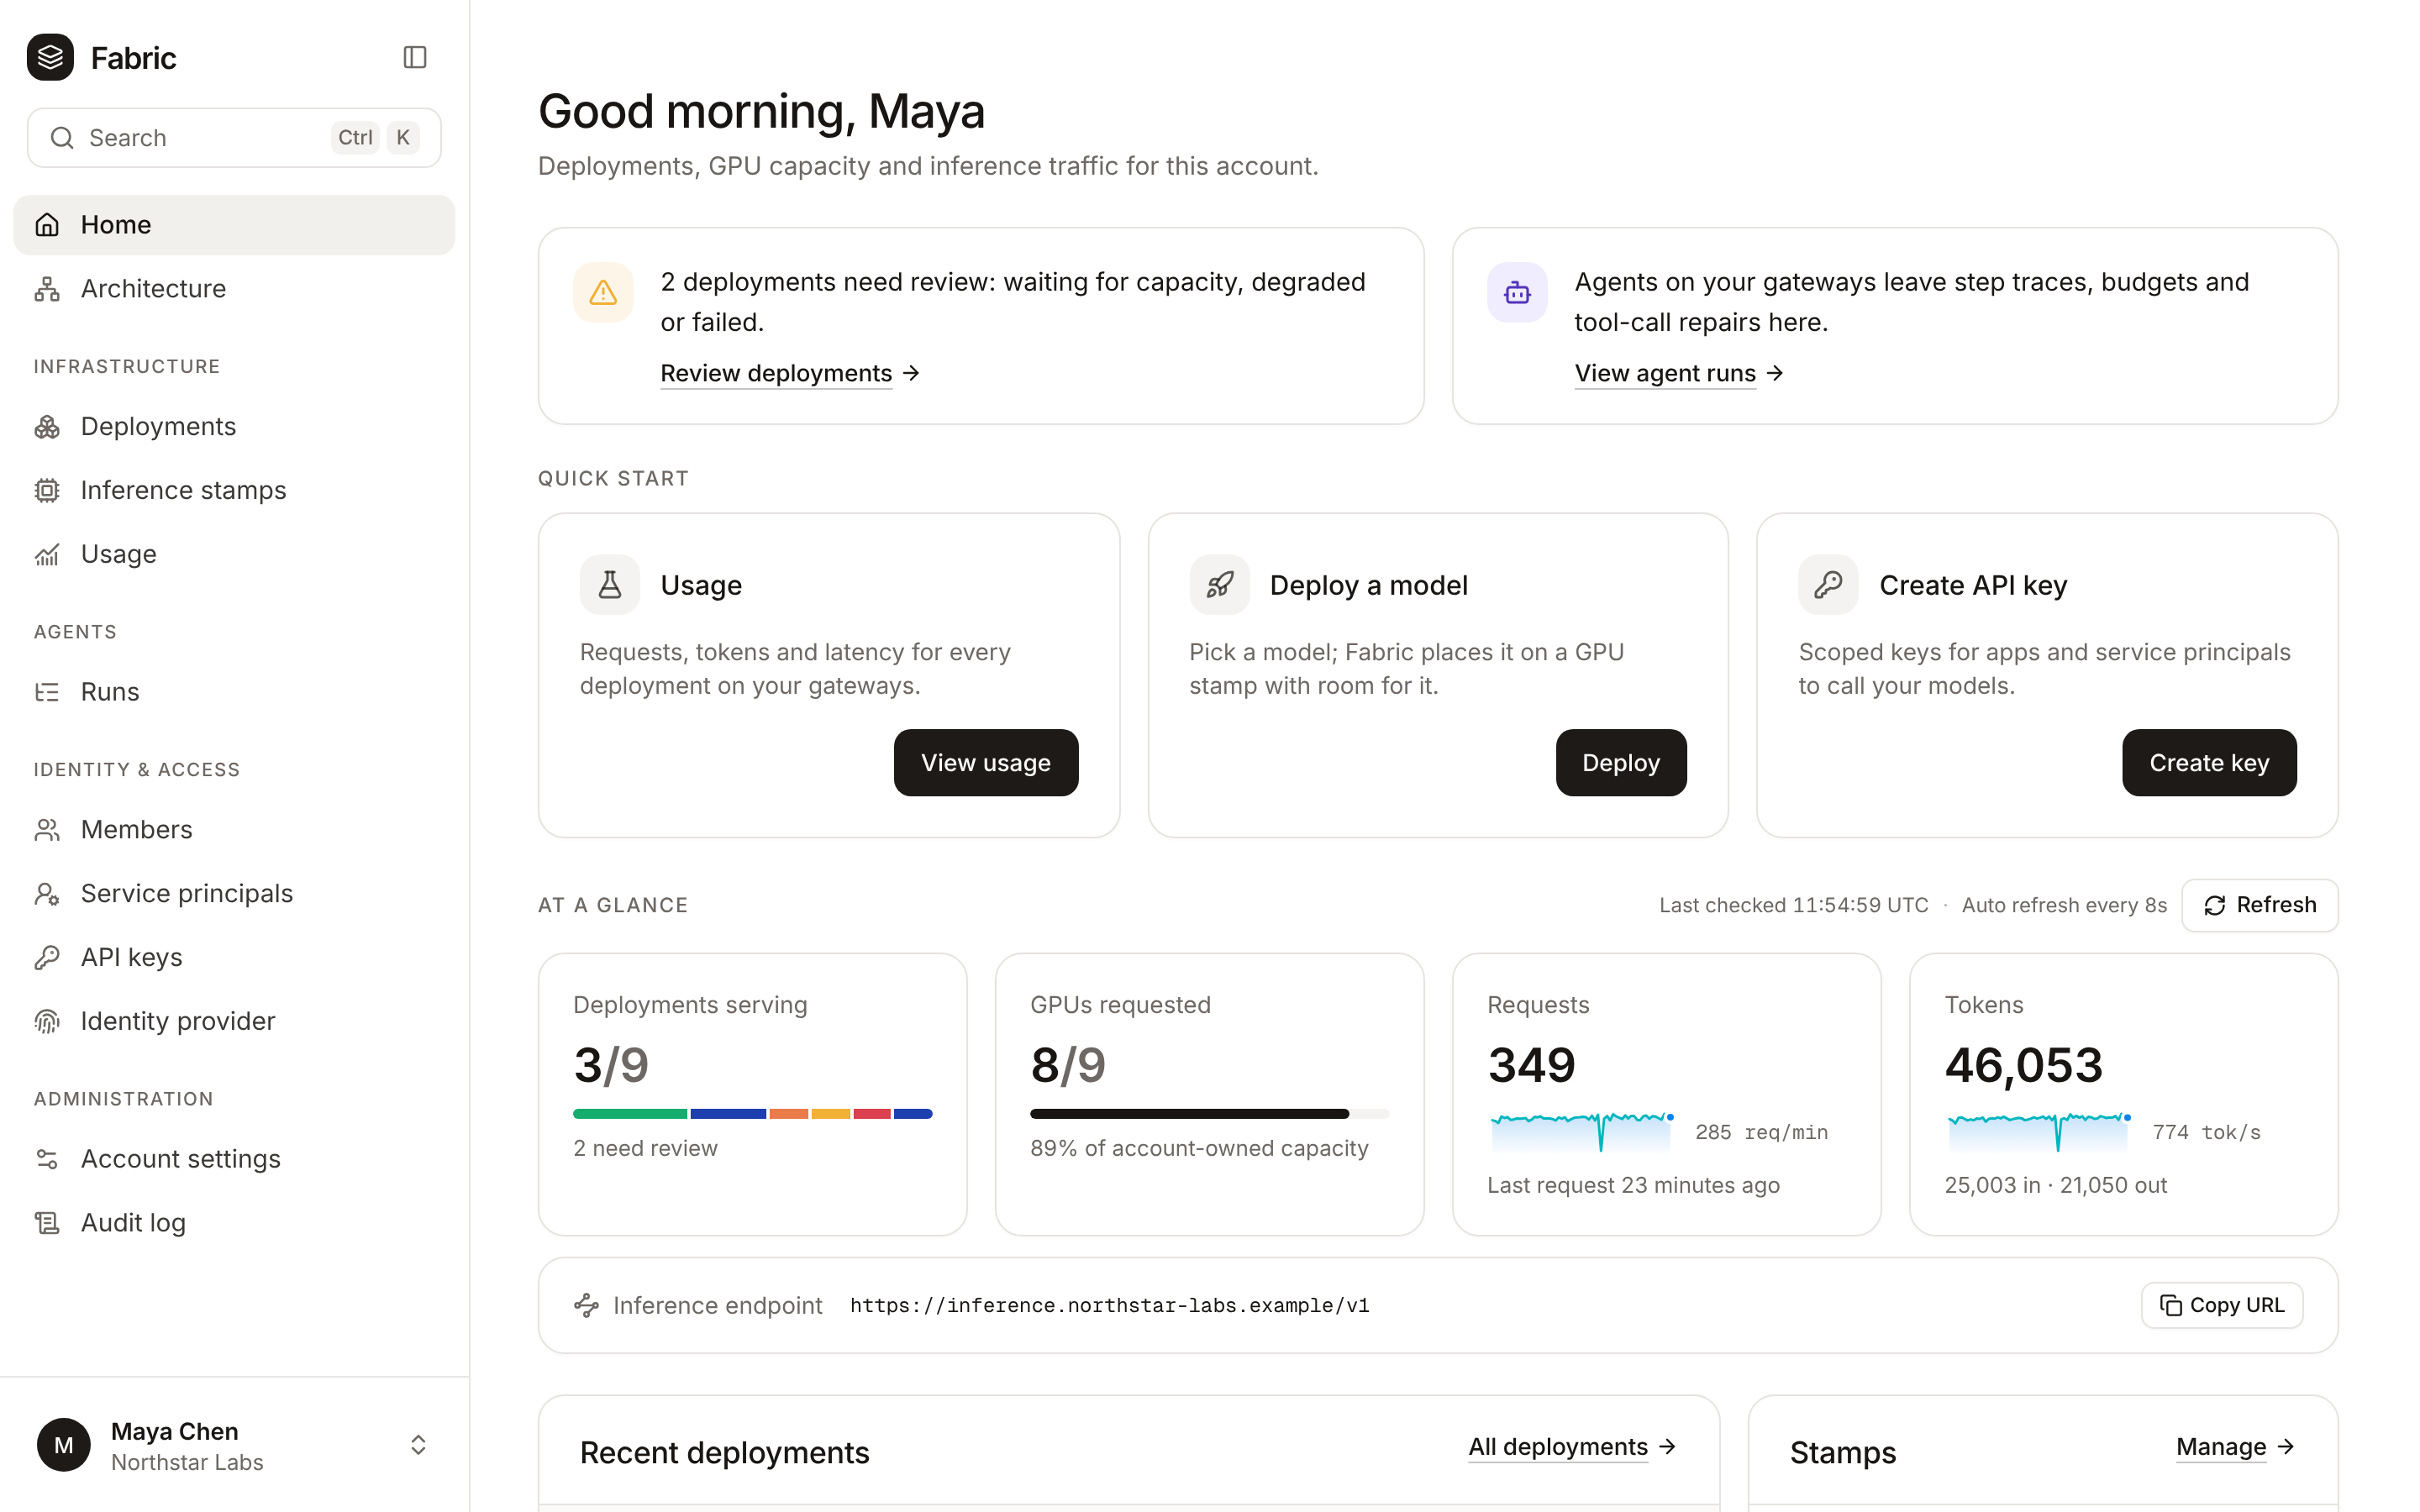 Fabric
Search
Ctrl K
Home
Architecture
INFRASTRUCTURE
Deployments
Inference stamps
Usage
AGENTS
Runs
IDENTITY & ACCESS
Members
Service principals
API keys
Identity provider
ADMINISTRATION
Account settings
Audit log
M
Maya Chen
Northstar Labs
Good morning, Maya
Deployments, GPU capacity and inference traffic for this account.
2 deployments need review: waiting for capacity, degraded
or failed.
Review deployments
Agents on your gateways leave step traces, budgets and
tool-call repairs here.
View agent runs
QUICK START
Usage
Requests, tokens and latency for every
deployment on your gateways.
View usage
Deploy a model
Pick a model; Fabric places it on a GPU
stamp with room for it.
Deploy
Create API key
Scoped keys for apps and service principals
to call your models.
Create key
AT A GLANCE
Last checked 11:54:59 UTC · Auto refresh every 8s
Refresh
Deployments serving
3/9
2 need review
GPUs requested
8/9
89% of account-owned capacity
Requests
349
285 req/min
Last request 23 minutes ago
Tokens
46,053
774 tok/s
25,003 in · 21,050 out
Inference endpoint
https://inference.northstar-labs.example/v1
Copy URL
Recent deployments
All deployments
Stamps
Manage